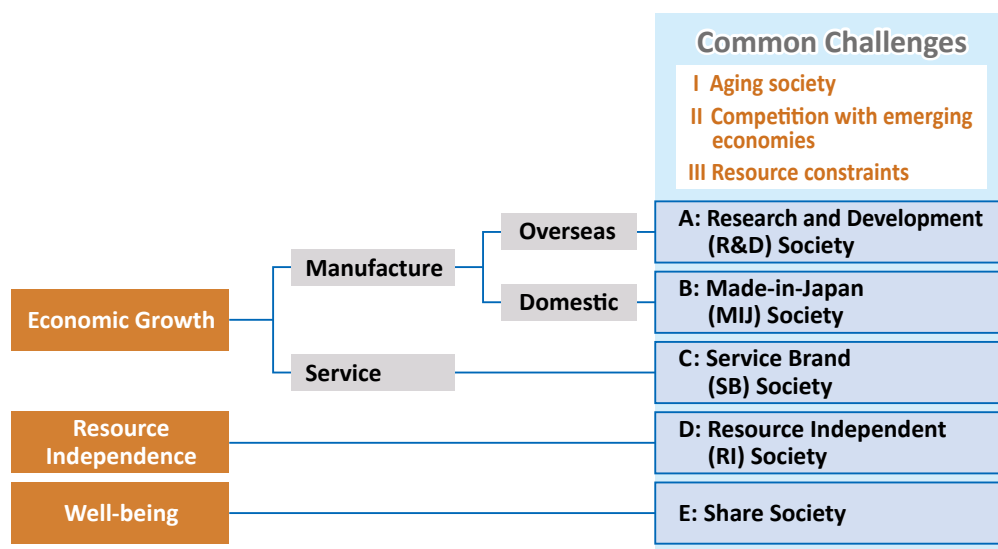 Common Challenges
I Aging society
II Competition with emerging
economies
III Resource constraints
Economic Growth
Manufacture
Overseas
A: Research and Development
(R&D) Society
Domestic
B: Made-in-Japan
(MIJ) Society
Service
C: Service Brand
(SB) Society
Resource
Independence
D: Resource Independent
(RI) Society
Well-being
E: Share Society